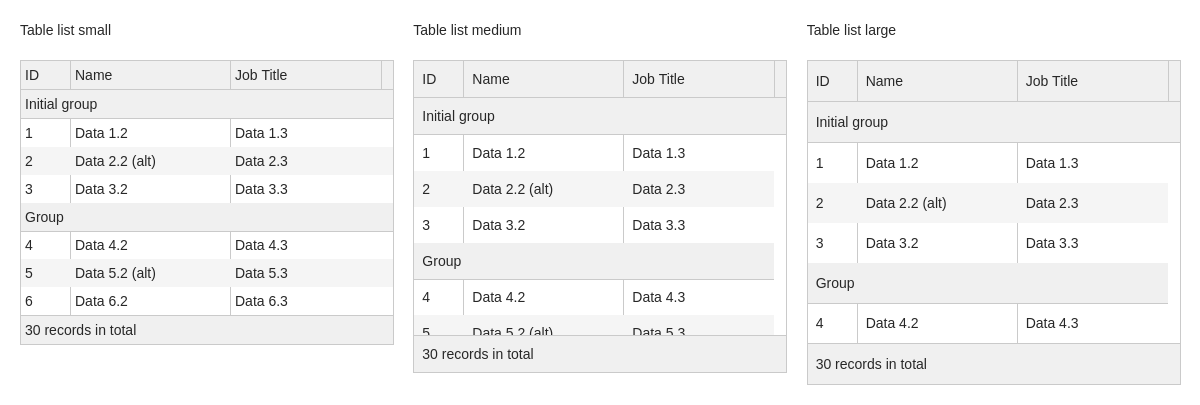 Table list small
ID Name Job Title
Initial group
1 Data 1.2 Data 1.3
2 Data 2.2 (alt) Data 2.3
3 Data 3.2 Data 3.3
Group
4 Data 4.2 Data 4.3
5 Data 5.2 (alt) Data 5.3
6 Data 6.2 Data 6.3
30 records in total
Table list medium
ID Name Job Title
Initial group
1 Data 1.2 Data 1.3
2 Data 2.2 (alt) Data 2.3
3 Data 3.2 Data 3.3
Group
4 Data 4.2 Data 4.3
5 Data 5.2 (alt) Data 5.3
30 records in total
Table list large
ID Name Job Title
Initial group
1 Data 1.2 Data 1.3
2 Data 2.2 (alt) Data 2.3
3 Data 3.2 Data 3.3
Group
4 Data 4.2 Data 4.3
30 records in total